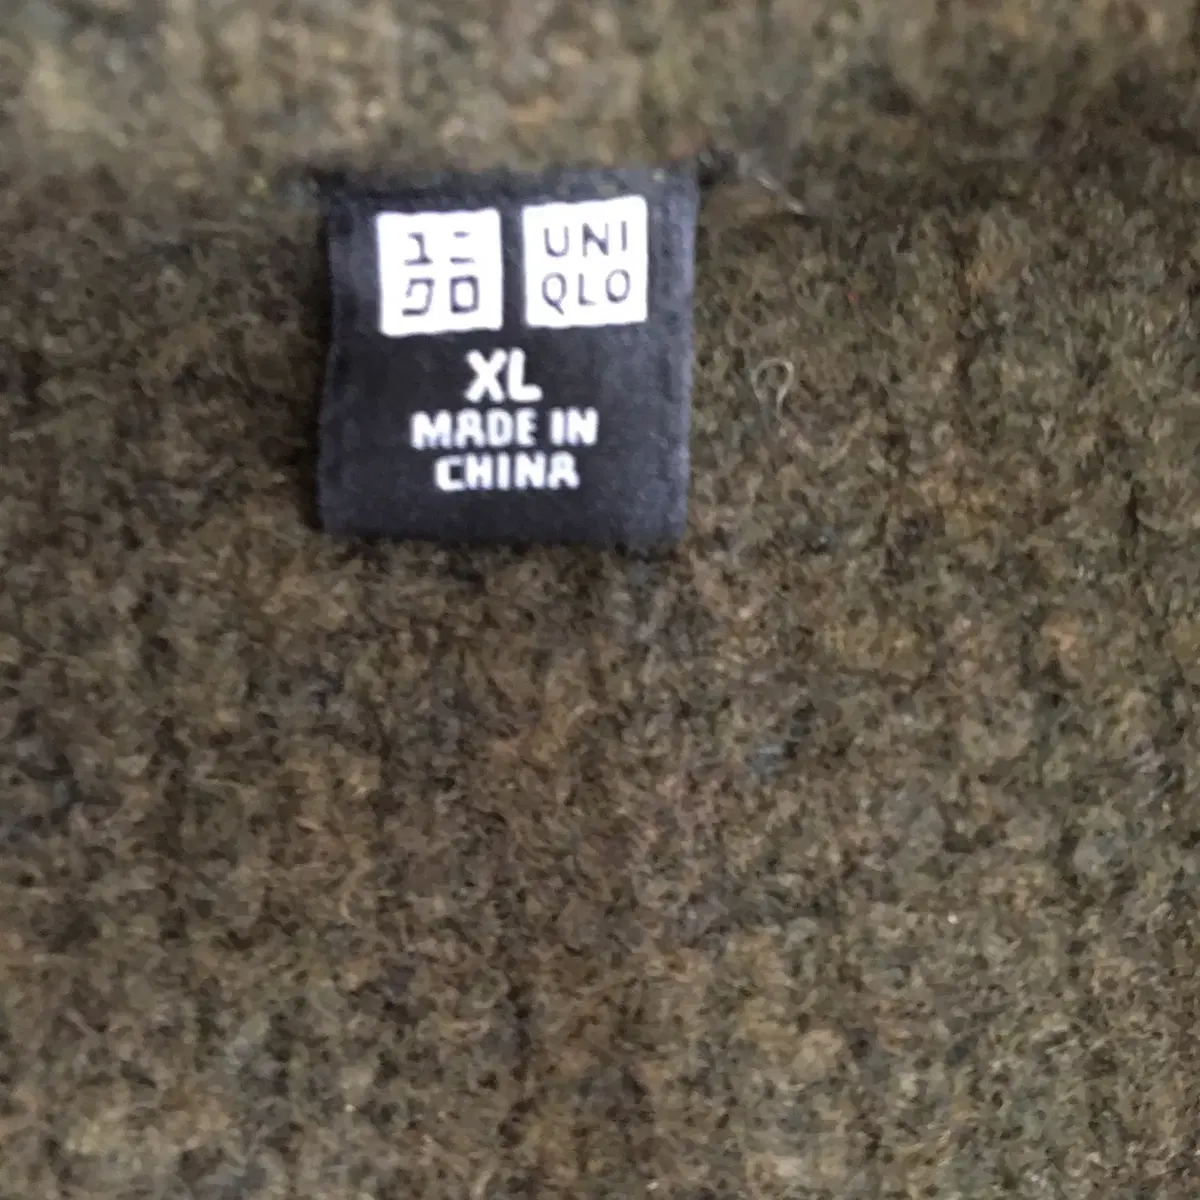 ユニ
クロ
UNI
QLO
XL
MADE IN
CHINA